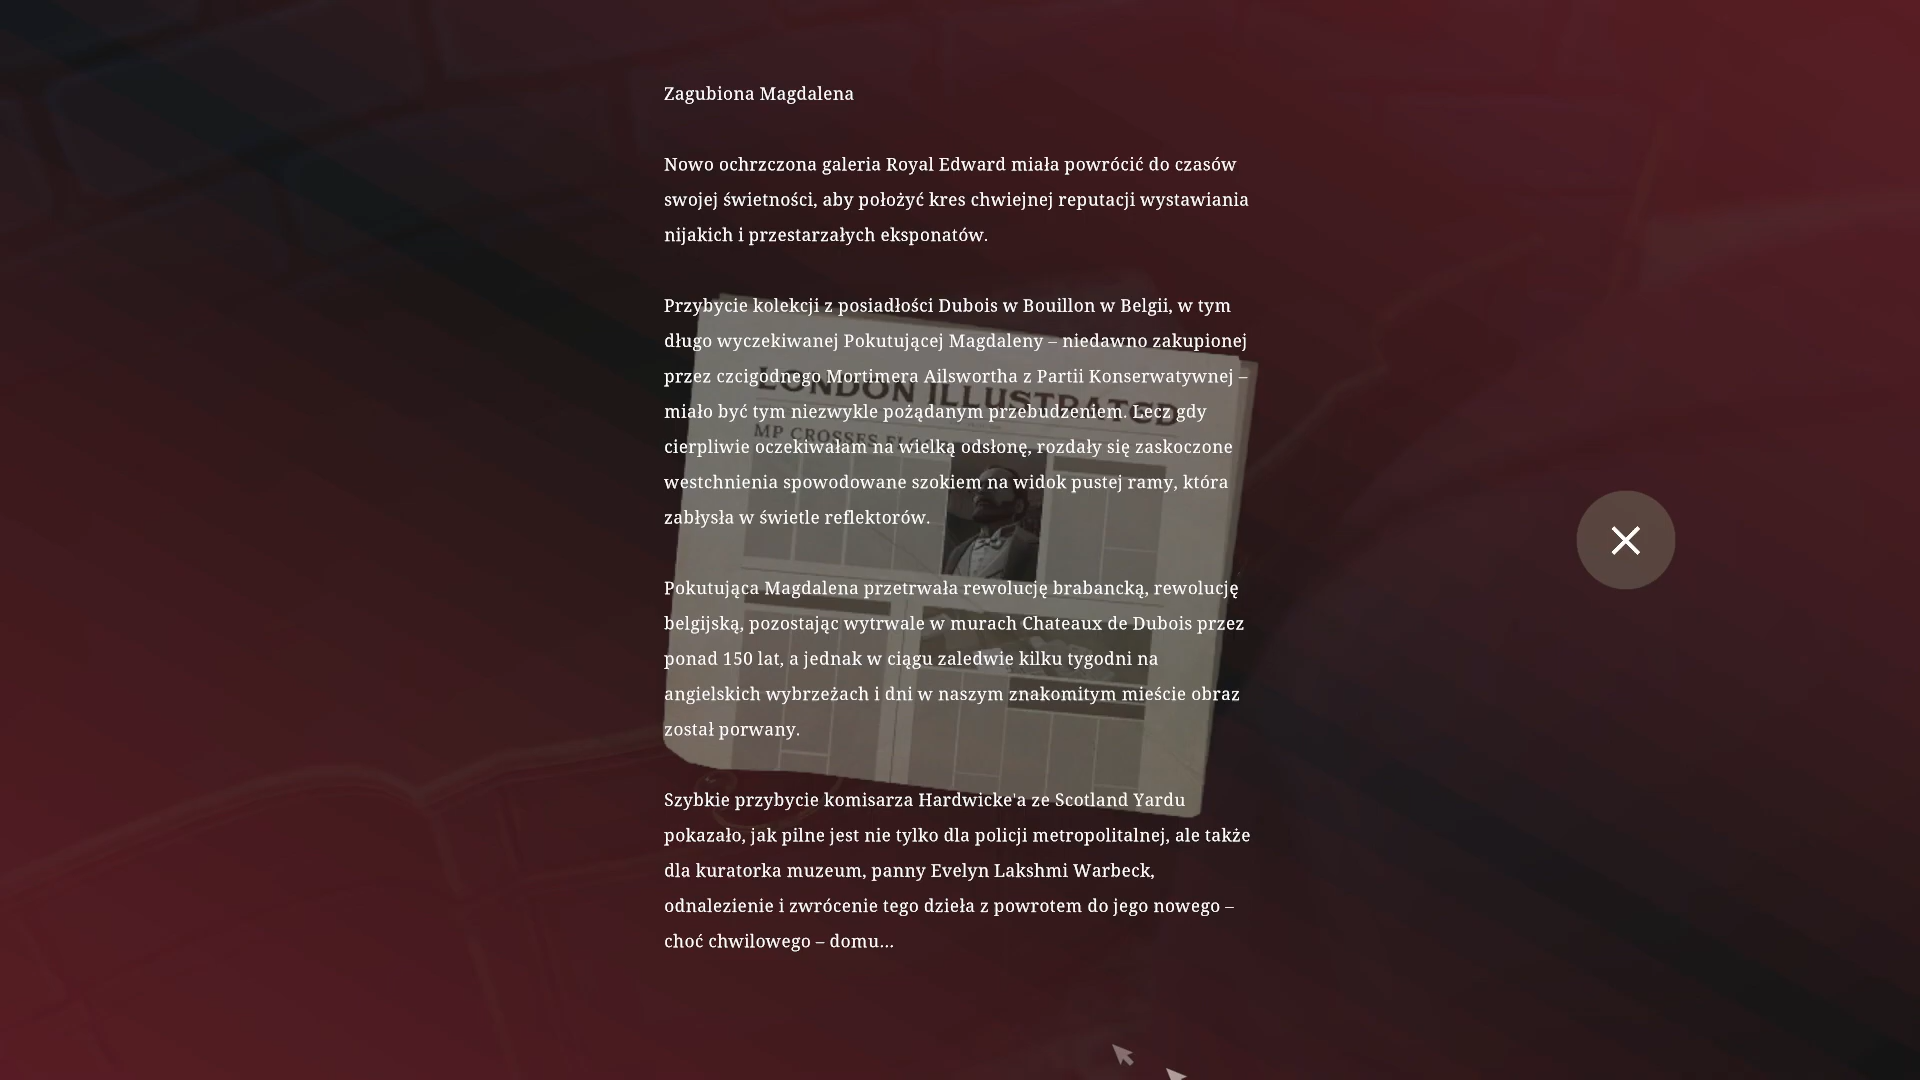 Zagubiona Magdalena
Nowo ochrzczona galeria Royal Edward miała powrócić do czasów
swojej świetności, aby położyć kres chwiejnej reputacji wystawiania
nijakich i przestarzałych eksponatów.
Przybycie kolekcji z posiadłości Dubois w Bouillon w Belgii, w tym
długo wyczekiwanej Pokutującej Magdaleny – niedawno zakupionej
przez czcigodnego Mortimera Ailswortha z Partii Konserwatywnej –
miało być tym niezwykle pożądanym przebudzeniem. Lecz gdy
cierpliwie oczekiwałam na wielką odsłonę, rozdały się zaskoczone
westchnienia spowodowane szokiem na widok pustej ramy, która
zabłysła w świetle reflektorów.
Pokutująca Magdalena przetrwała rewolucję brabancką, rewolucję
belgijską, pozostając wytrwale w murach Chateaux de Dubois przez
ponad 150 lat, a jednak w ciągu zaledwie kilku tygodni na
angielskich wybrzeżach i dni w naszym znakomitym mieście obraz
został porwany.
Szybkie przybycie komisarza Hardwicke'a ze Scotland Yardu
pokazało, jak pilne jest nie tylko dla policji metropolitalnej, ale także
dla kuratorka muzeum, panny Evelyn Lakshmi Warbeck,
odnalezienie i zwrócenie tego dzieła z powrotem do jego nowego –
choć chwilowego – domu...
LONDON ILLUSTRATED
MP CROSSES